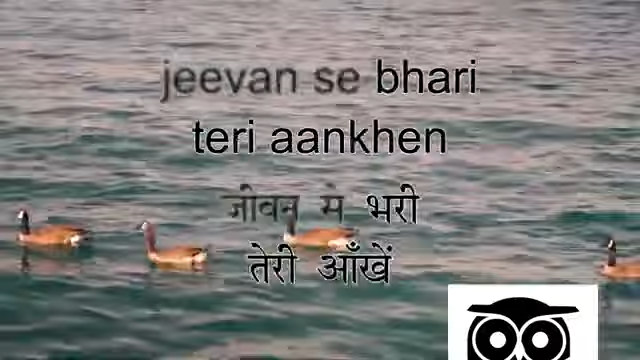 jeevan se bhari
teri aankhen
जीवन से भरी
तेरी आँखें